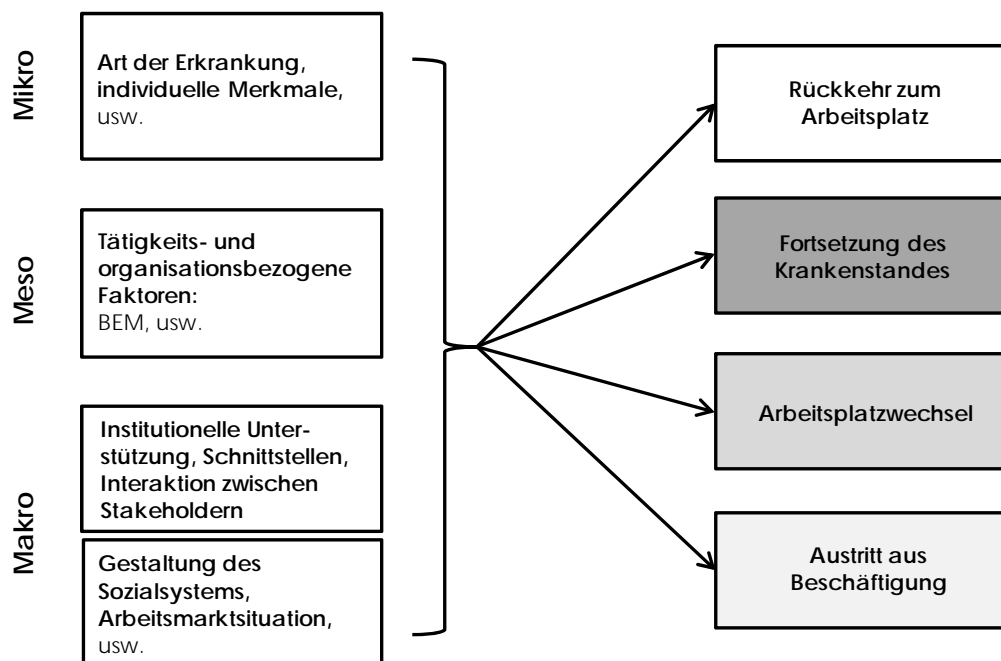 Mikro
Art der Erkrankung,
individuelle Merkmale,
usw.
Meso
Tätigkeits- und
organisationsbezogene
Faktoren:
BEM, usw.
Makro
Institutionelle Unter-
stützung, Schnittstellen,
Interaktion zwischen
Stakeholdern
Gestaltung des
Sozialsystems,
Arbeitsmarktsituation,
usw.
Rückkehr zum
Arbeitsplatz
Fortsetzung des
Krankenstandes
Arbeitsplatzwechsel
Austritt aus
Beschäftigung